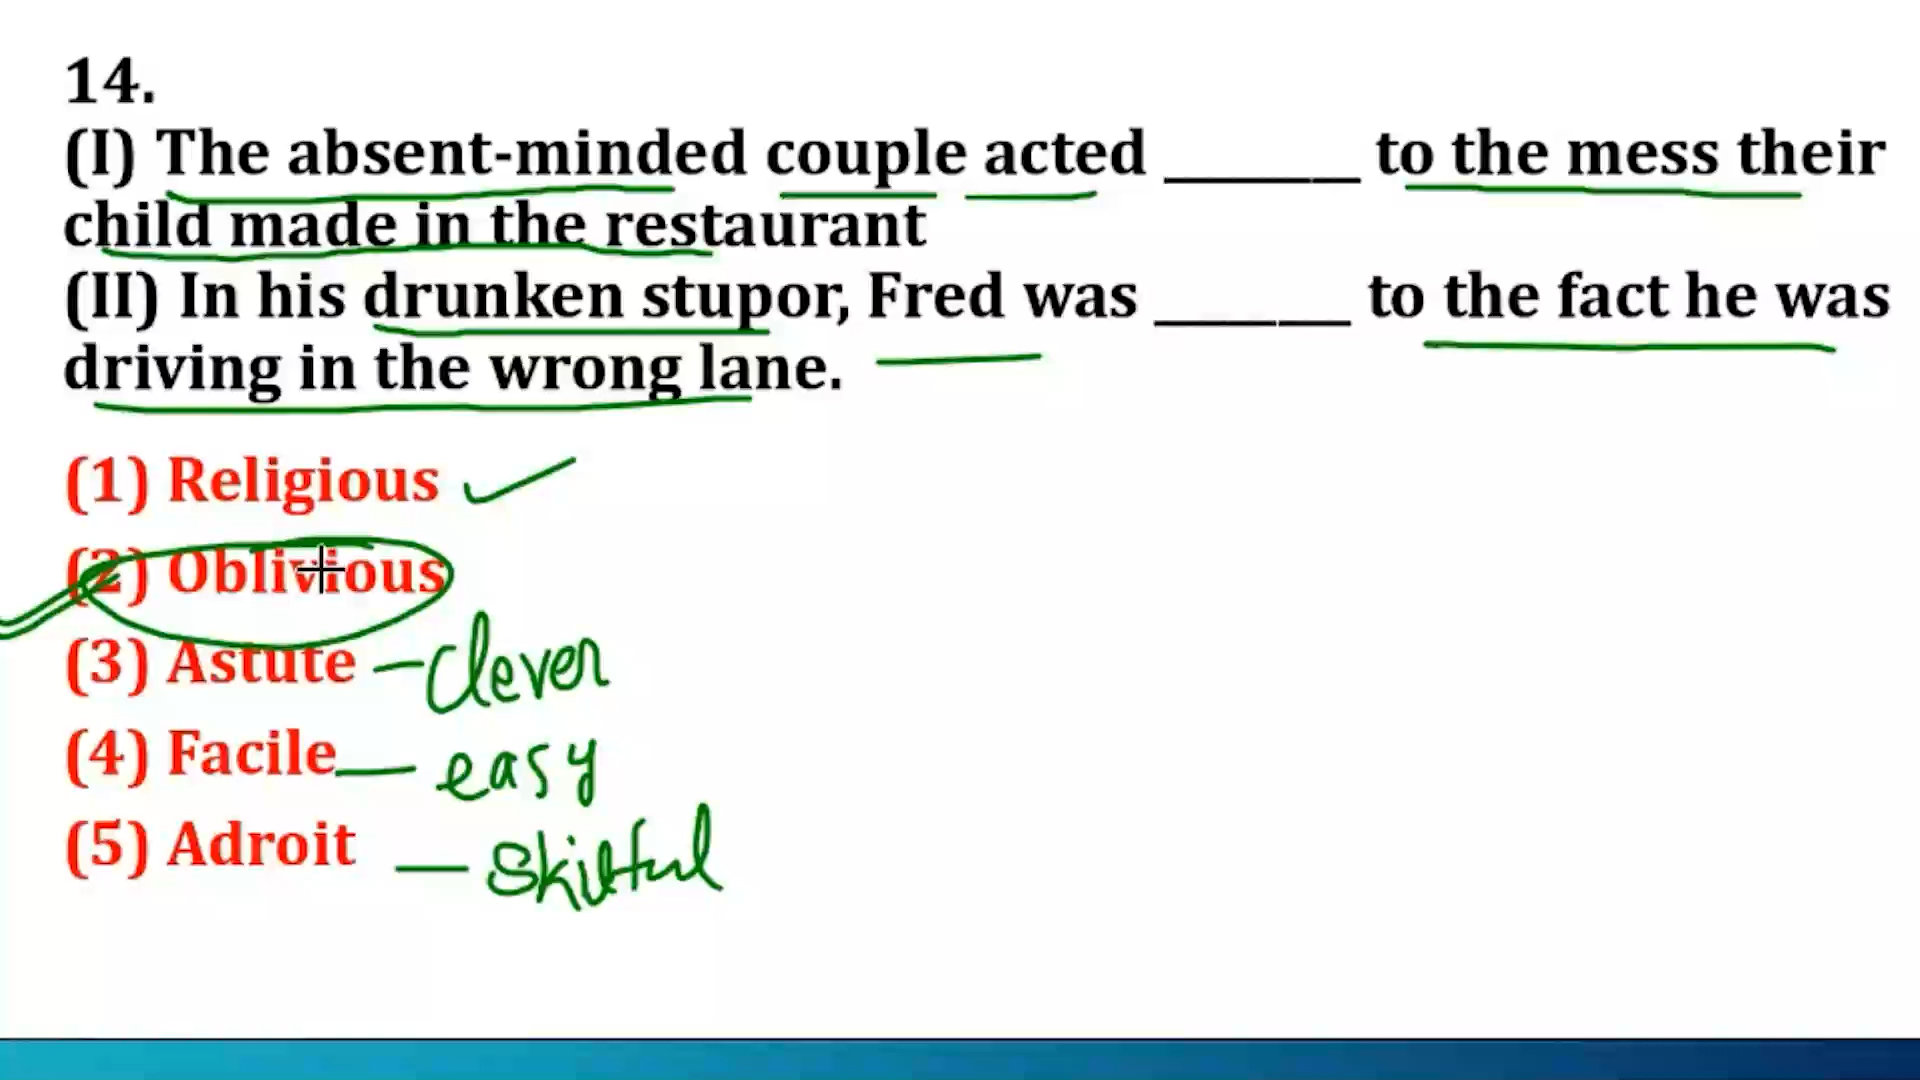 14.
(I) The absent-minded couple acted ______ to the mess their
child made in the restaurant
(II) In his drunken stupor, Fred was ______ to the fact he was
driving in the wrong lane.
(1) Religious
(2) Oblivious
(3) Astute – Clever
(4) Facile — easy
(5) Adroit — Skilful